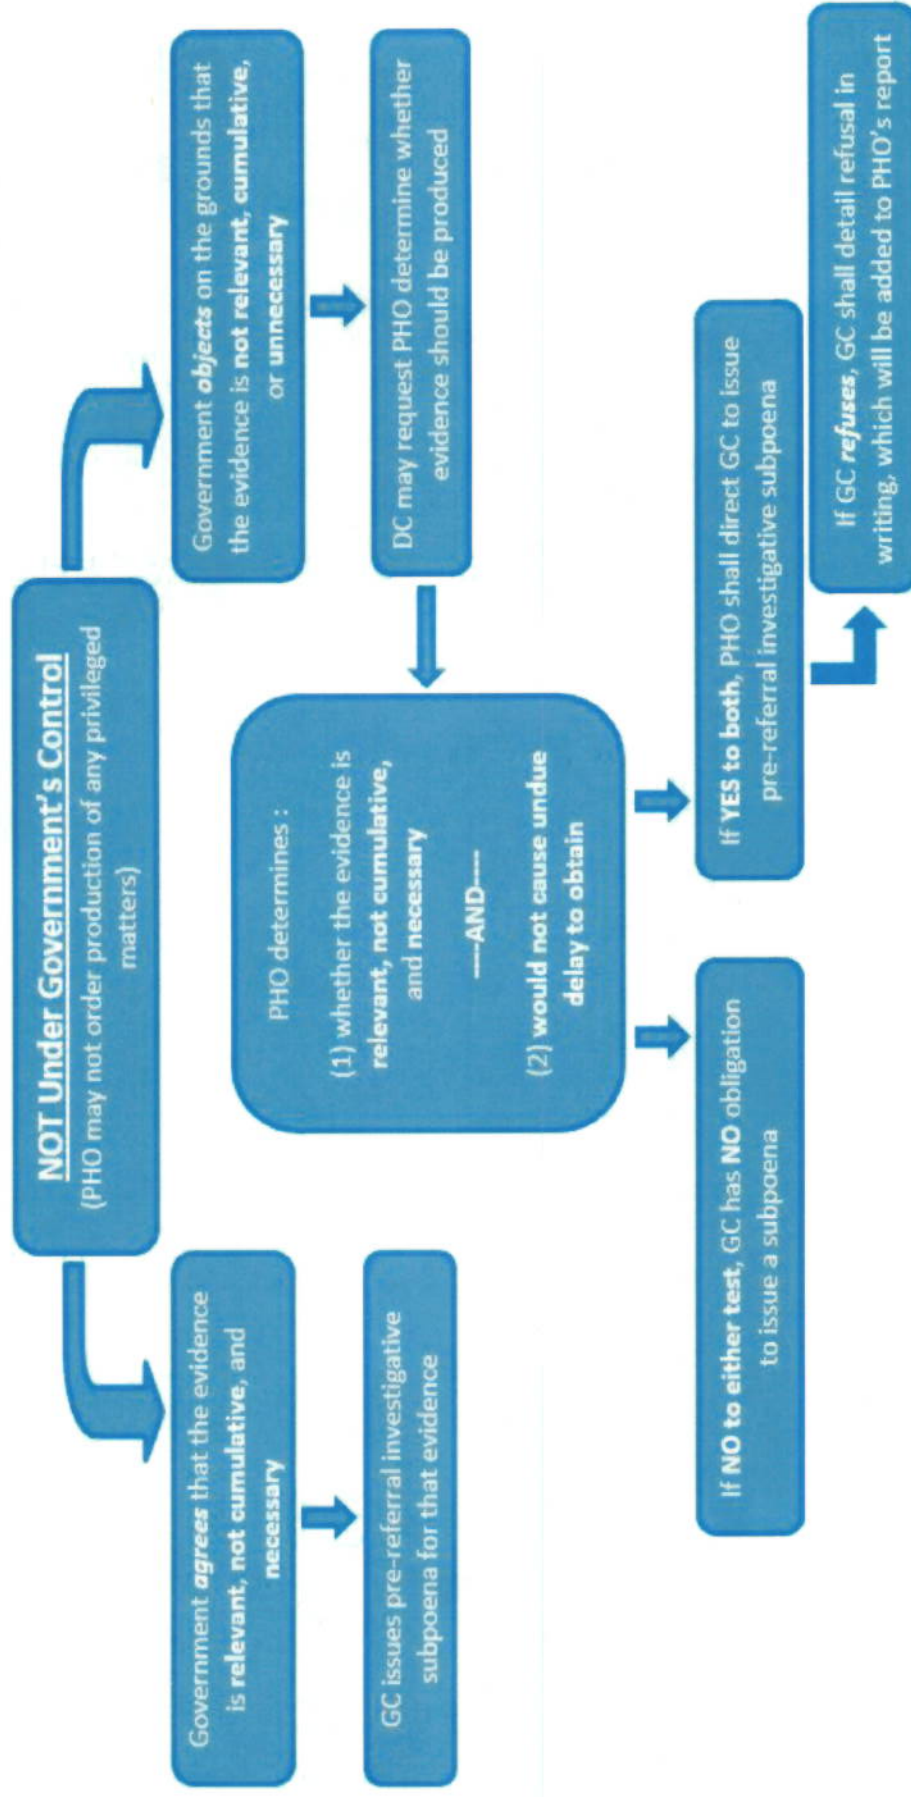 NOT Under Government's Control
(PHO may not order production of any privileged
matters)
Government agrees that the evidence
is relevant, not cumulative, and
necessary
GC issues pre-referral investigative
subpoena for that evidence
Government objects on the grounds that
the evidence is not relevant, cumulative,
or unnecessary
DC may request PHO determine whether
evidence should be produced
PHO determines :
(1) whether the evidence is
relevant, not cumulative,
and necessary
----AND----
(2) would not cause undue
delay to obtain
If NO to either test, GC has NO obligation
to issue a subpoena
If YES to both, PHO shall direct GC to issue
pre-referral investigative subpoena
If GC refuses, GC shall detail refusal in
writing, which will be added to PHO's report